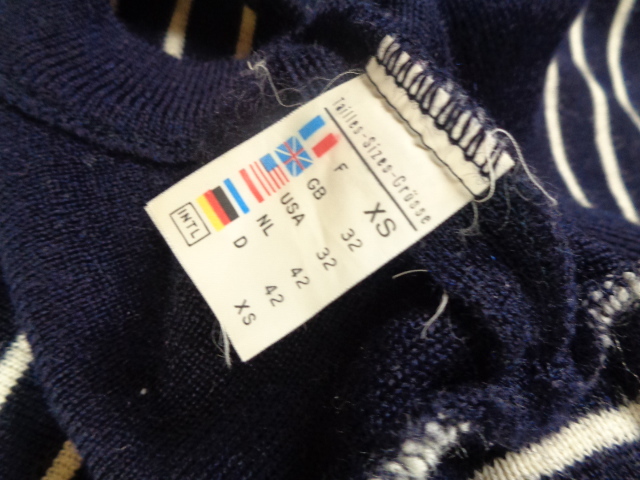 Tailles-Sizes-Grösse
F XS
GB 32
USA 32
NL 42
D 42
INTL XS